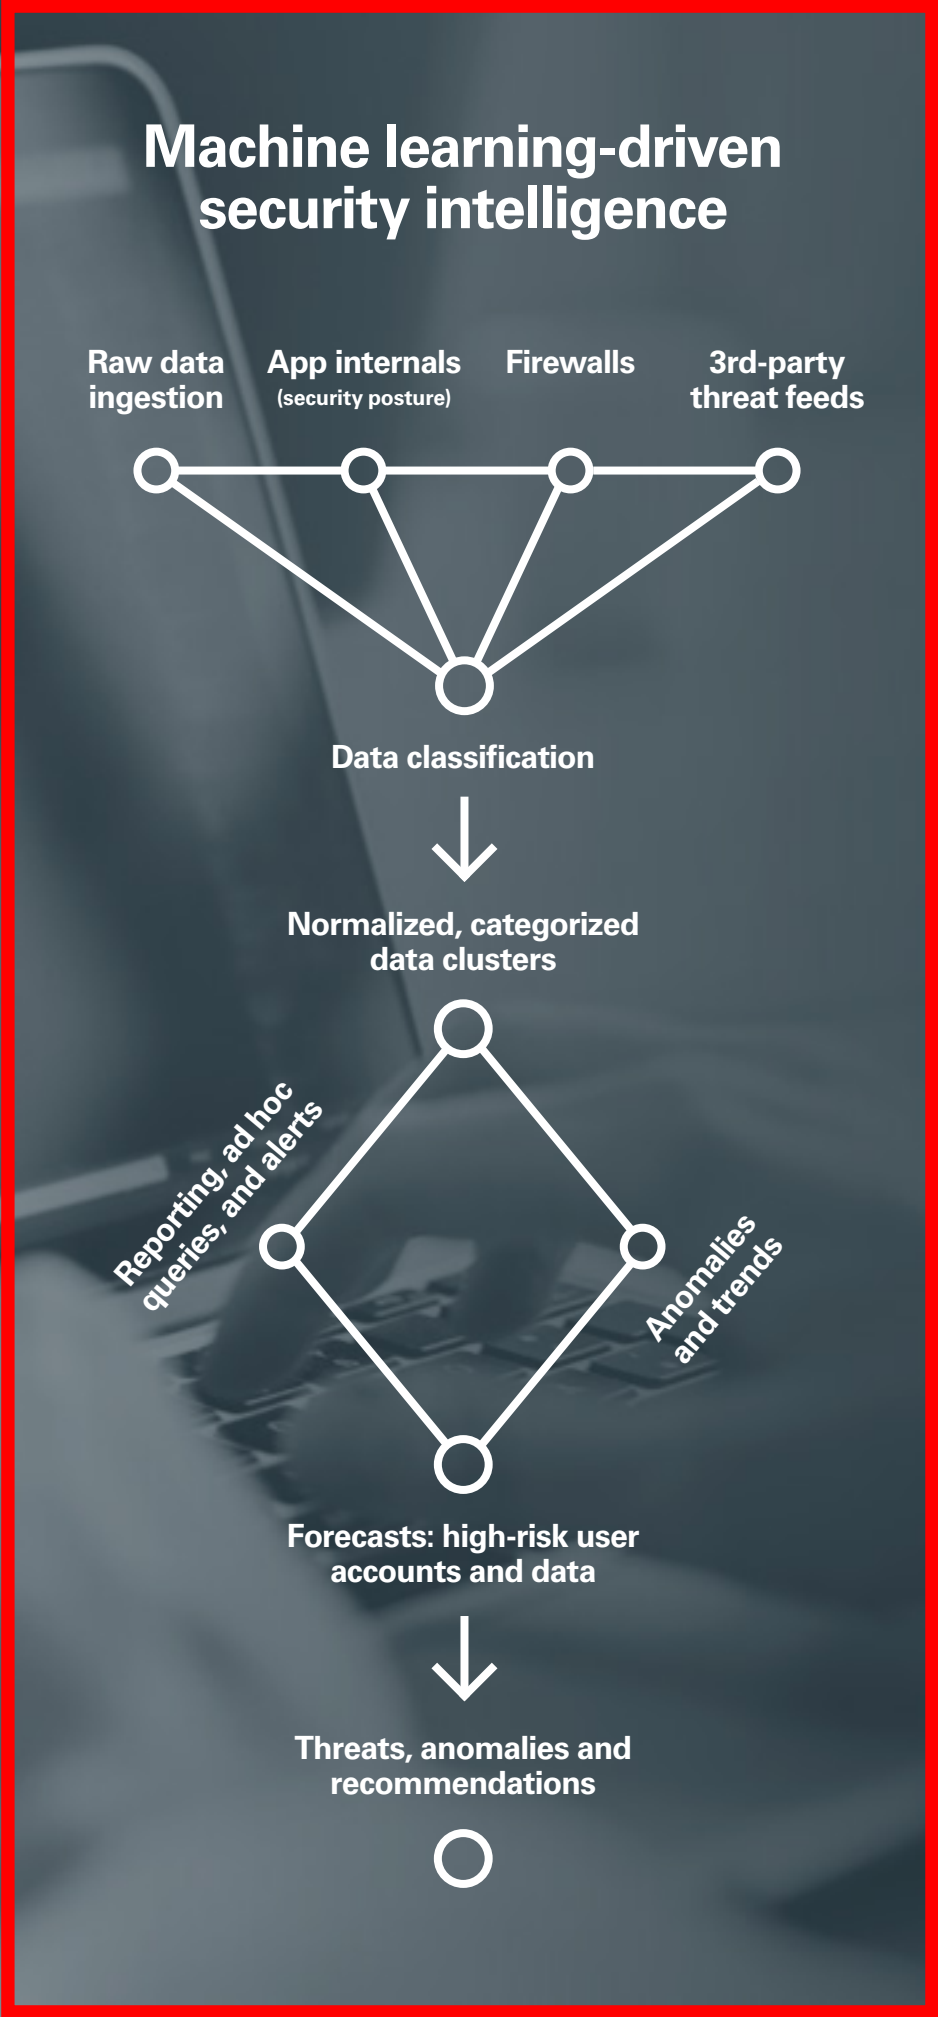 Machine learning-driven
security intelligence
Raw data
ingestion
App internals
(security posture)
Firewalls
3rd-party
threat feeds
Data classification
Normalized, categorized
data clusters
Reporting, ad hoc
queries, and alerts
Anomalies
and trends
Forecasts: high-risk user
accounts and data
Threats, anomalies and
recommendations